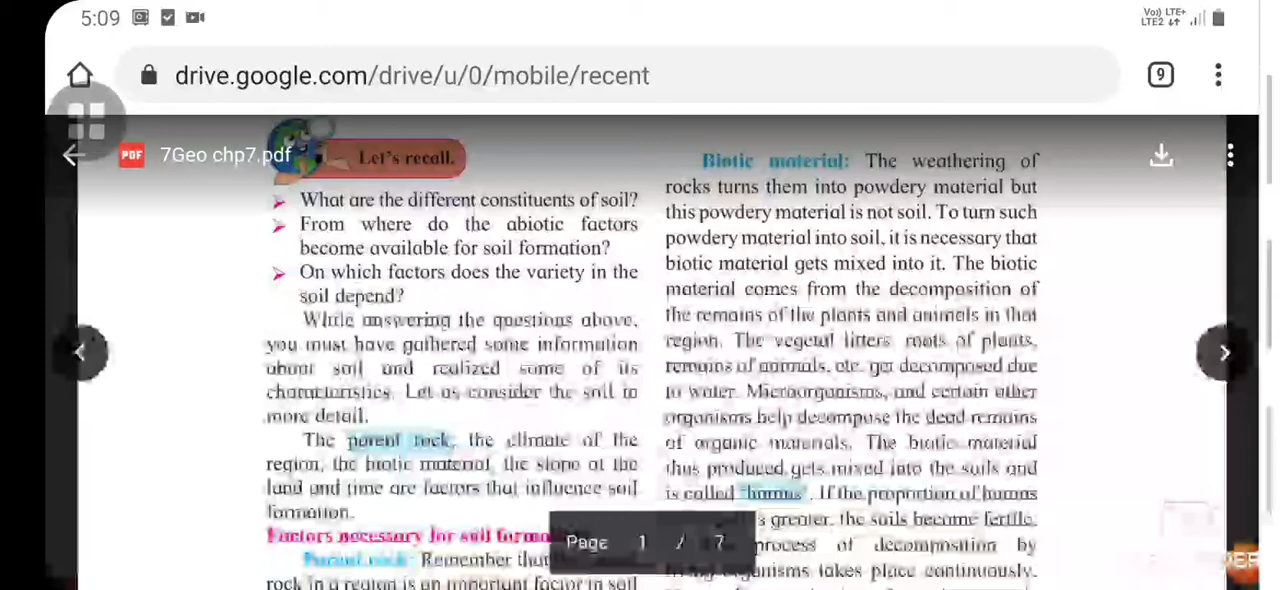 5:09
Vo)) LTE+
LTE2
drive.google.com/drive/u/0/mobile/recent
9
PDF 7Geo chp7.pdf
Let's recall.
What are the different constituents of soil?
From where do the abiotic factors
become available for soil formation?
On which factors does the variety in the
soil depend?
While answering the questions above,
you must have gathered some information
about soil and realized some of its
characteristics. Let us consider the soil in
more detail.
The parent rock, the climate of the
region, the biotic material, the slope of the
land and time are factors that influence soil
formation.
Factors necessary for soil
Parent rock: Remember that
rock in a region is an important factor in soil
Biotic material: The weathering of
rocks turns them into powdery material but
this powdery material is not soil. To turn such
powdery material into soil, it is necessary that
biotic material gets mixed into it. The biotic
material comes from the decomposition of
the remains of the plants and animals in that
region. The vegetal litters roots of plants,
remains of animals, etc. get decomposed due
to water. Microorganisms, and certain other
organisms help decompose the dead remains
of organic materials. The biotic material
thus produced gets mixed into the soils and
is called 'humus'. If the proportion of humus
is greater, the soils become fertile.
process of decomposition by
organisms takes place continuously.
Page 1 / 7